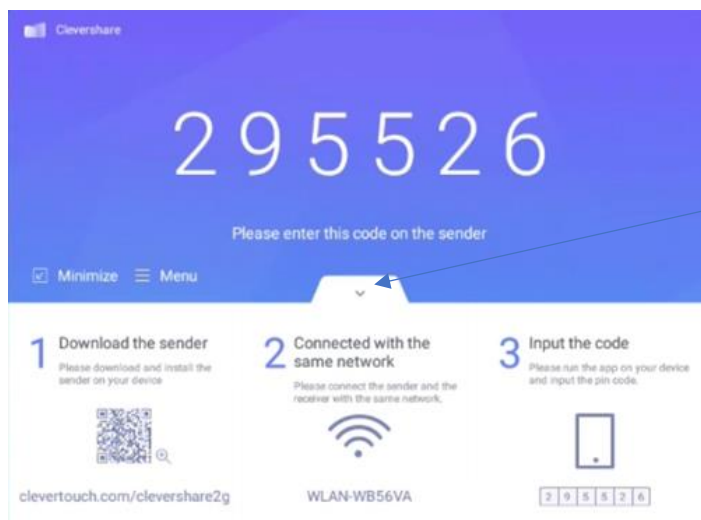 Clevershare
295526
Please enter this code on the sender
Minimize Menu
1 Download the sender
Please download and install the
sender on your device
clevertouch.com/clevershare2g
2 Connected with the
same network
Please connect the sender and the
receiver with the same network.
WLAN-WB56VA
3 Input the code
Please run the app on your device
and input the pin code.
2 9 5 5 2 6